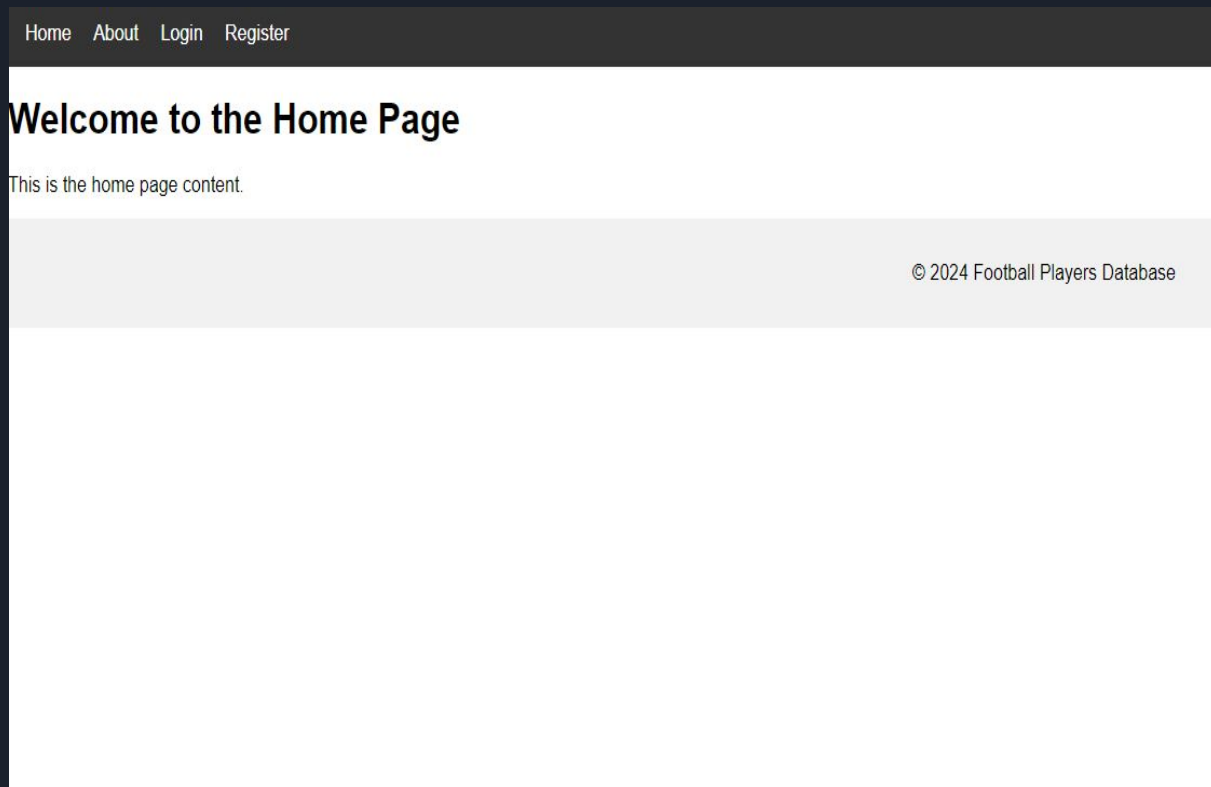 Home About Login Register
Welcome to the Home Page
This is the home page content.
© 2024 Football Players Database